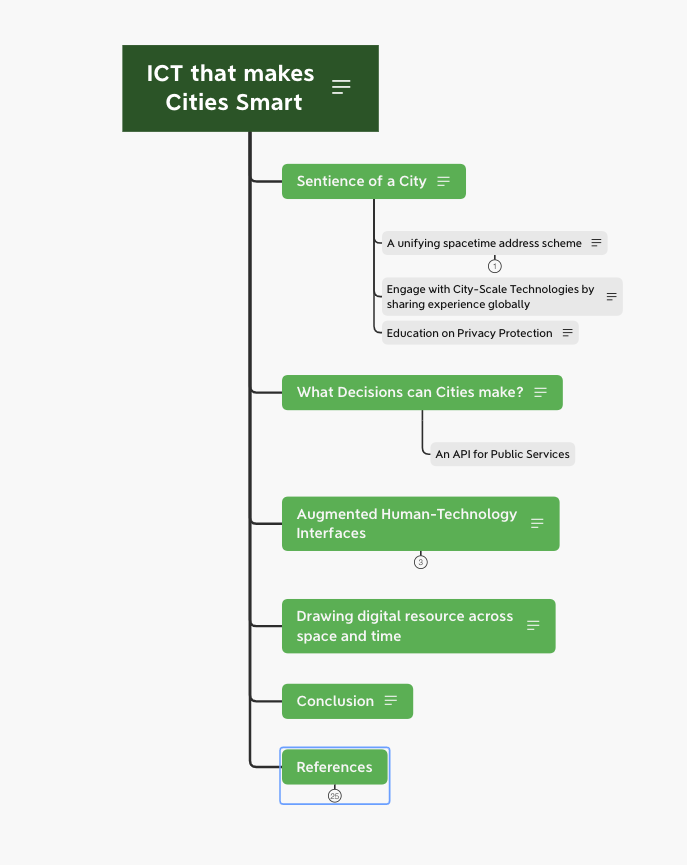 ICT that makes
Cities Smart
Sentience of a City
A unifying spacetime address scheme
1
Engage with City-Scale Technologies by
sharing experience globally
Education on Privacy Protection
What Decisions can Cities make?
An API for Public Services
Augmented Human-Technology
Interfaces
3
Drawing digital resource across
space and time
Conclusion
References
25